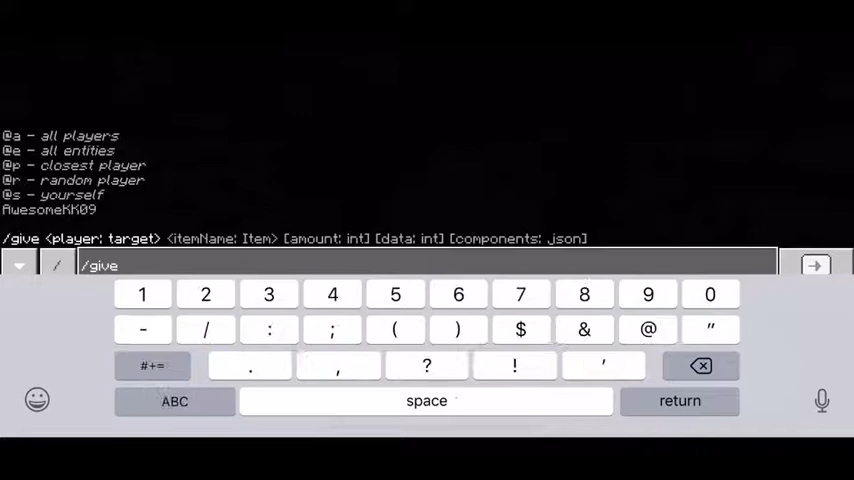 @a - all players
@e - all entities
@p - closest player
@r - random player
@s - yourself
AwesomeKK09
/give <player: target> <itemName: Item> [amount: int] [data: int] [components: json]
/ /give
1 2 3 4 5 6 7 8 9 0
- / : ; ( ) $ & @ "
#+= . , ? ! '
ABC space return